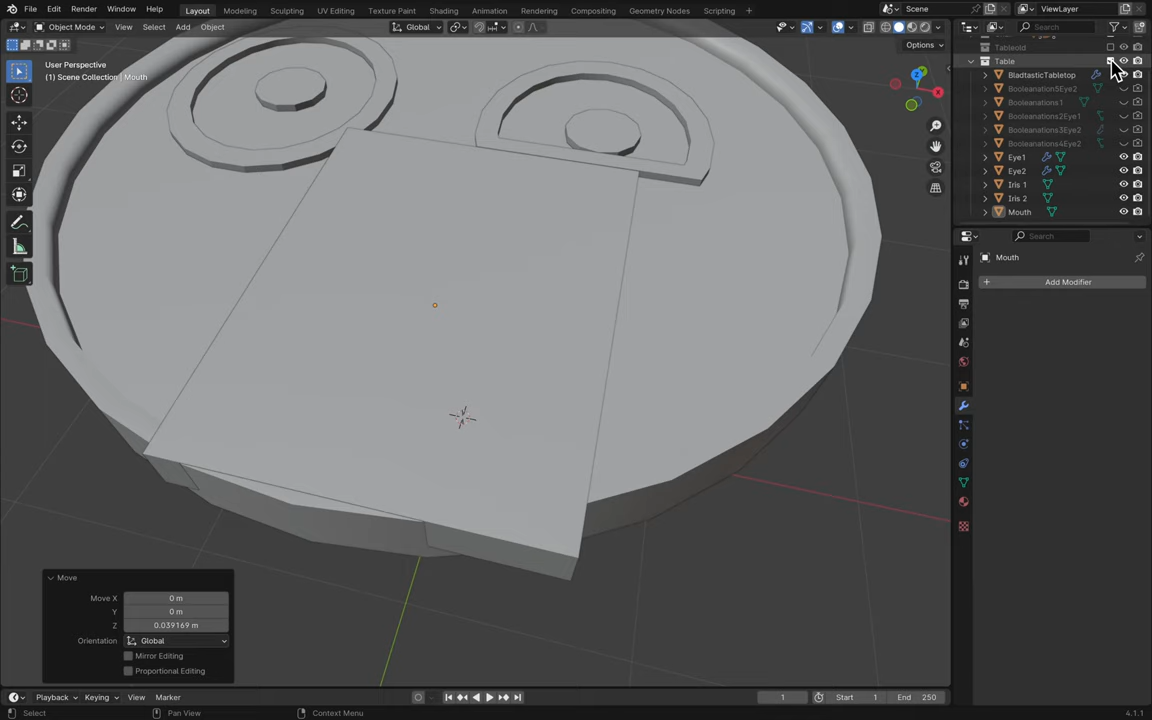 File Edit Render Window Help Layout Modeling Sculpting UV Editing Texture Paint Shading Animation Rendering Compositing Geometry Nodes Scripting Scene ViewLayer
Object Mode View Select Add Object Global Search
Options
User Perspective
(1) Scene Collection | Mouth
Tableold
Table
BladtasticTabletop
Booleanation5Eye2
Booleanations1
Booleanations2Eye1
Booleanations3Eye2
Booleanations4Eye2
Eye1
Eye2
Iris 1
Iris 2
Mouth
Search
Mouth
Add Modifier
X
Z
Move
Move X 0 m
Y 0 m
Z 0.039169 m
Orientation Global
Mirror Editing
Proportional Editing
Playback Keying View Marker 1 Start 1 End 250
Select Pan View Context Menu 4.1.1